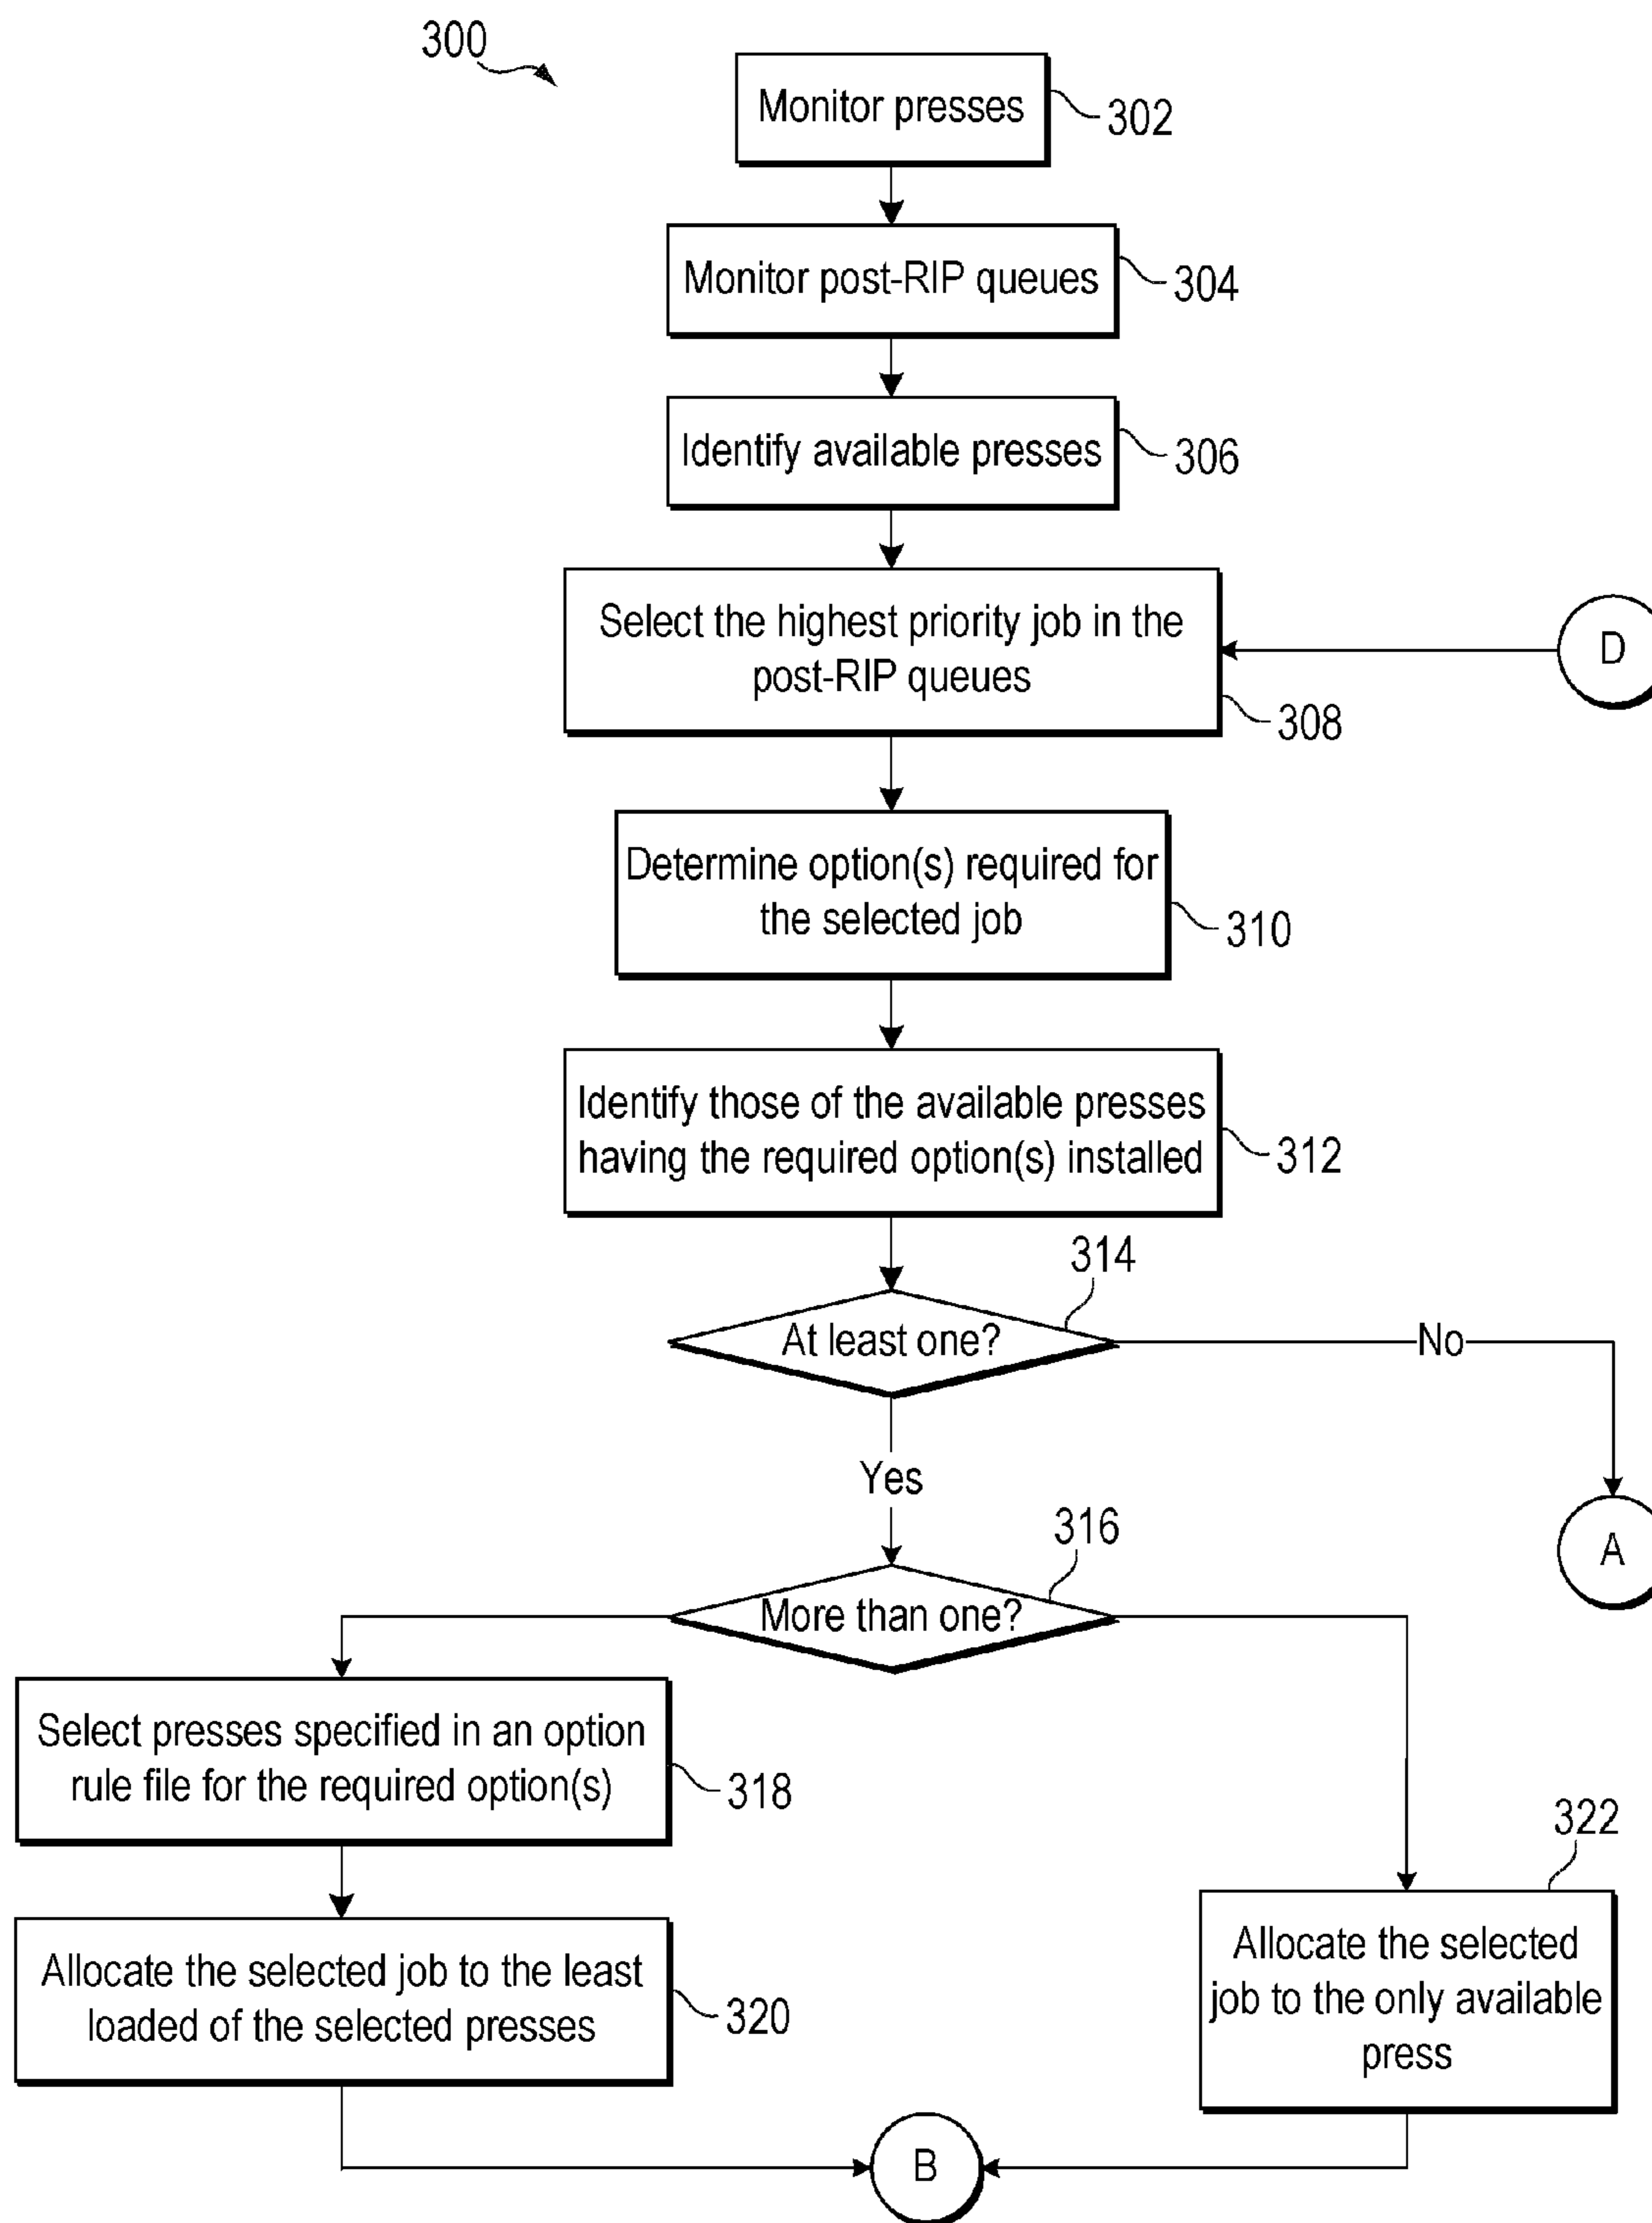 300
Monitor presses
302
Monitor post-RIP queues
304
Identify available presses
306
Select the highest priority job in the
post-RIP queues
308
D
Determine option(s) required for
the selected job
310
Identify those of the available presses
having the required option(s) installed
312
314
At least one?
No
Yes
A
316
More than one?
Select presses specified in an option
rule file for the required option(s)
318
322
Allocate the selected job to the least
loaded of the selected presses
320
Allocate the selected
job to the only available
press
B